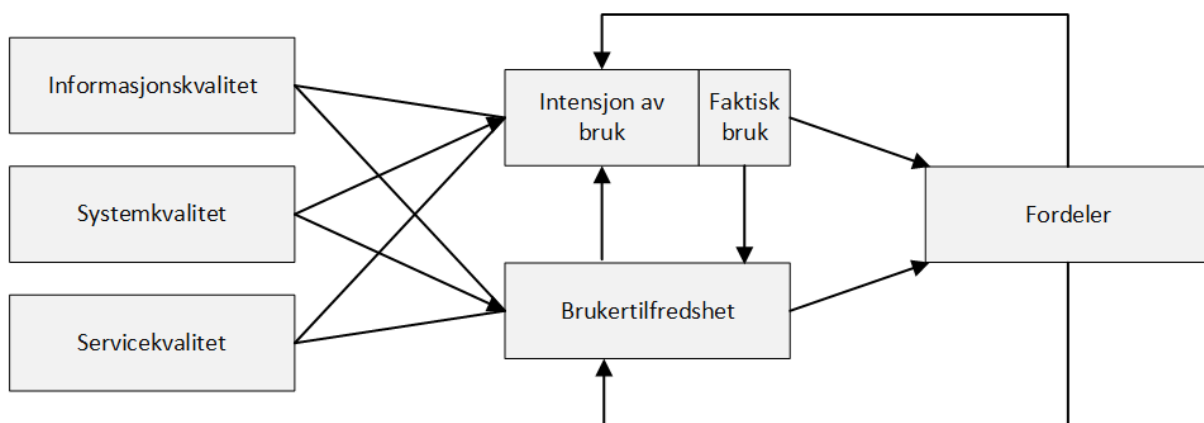 Informasjonskvalitet
Systemkvalitet
Servicekvalitet
Intensjon av
bruk
Faktisk
bruk
Brukertilfredshet
Fordeler